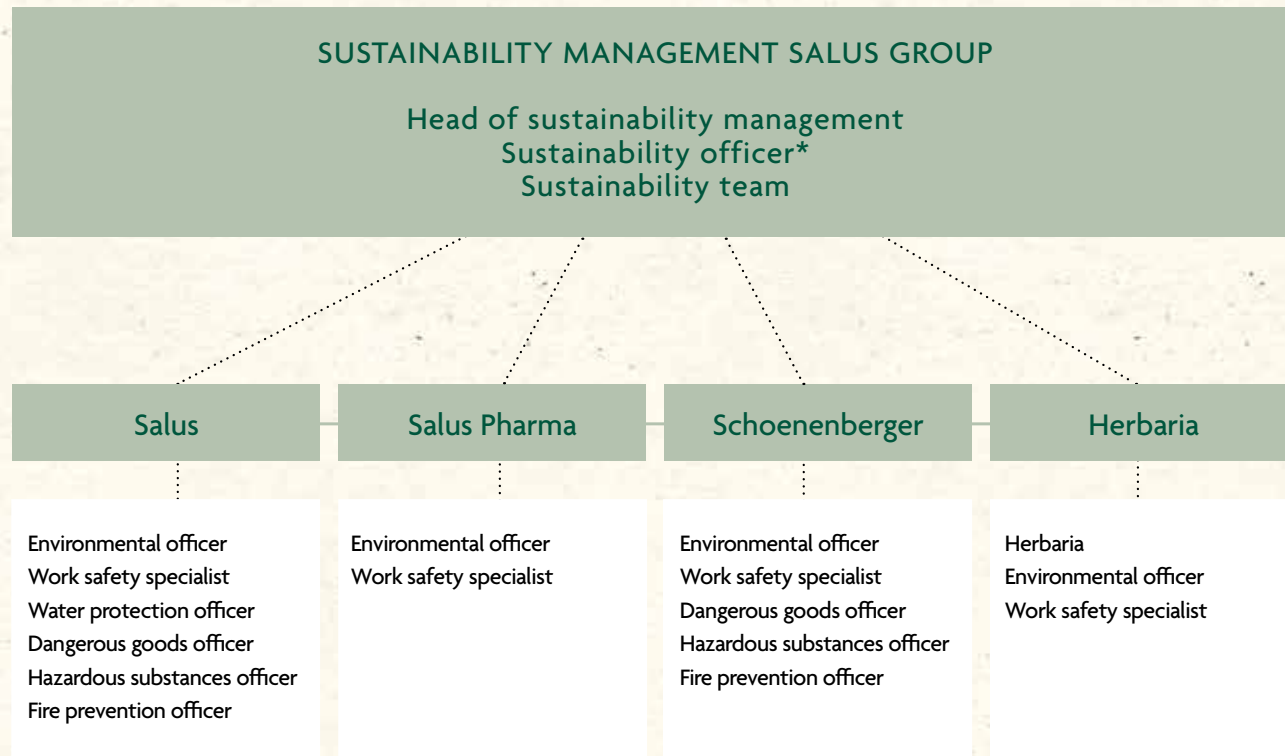 SUSTAINABILITY MANAGEMENT SALUS GROUP
Head of sustainability management
Sustainability officer*
Sustainability team
Salus
Salus Pharma
Schoenenberger
Herbaria
Environmental officer
Work safety specialist
Water protection officer
Dangerous goods officer
Hazardous substances officer
Fire prevention officer
Environmental officer
Work safety specialist
Environmental officer
Work safety specialist
Dangerous goods officer
Hazardous substances officer
Fire prevention officer
Herbaria
Environmental officer
Work safety specialist